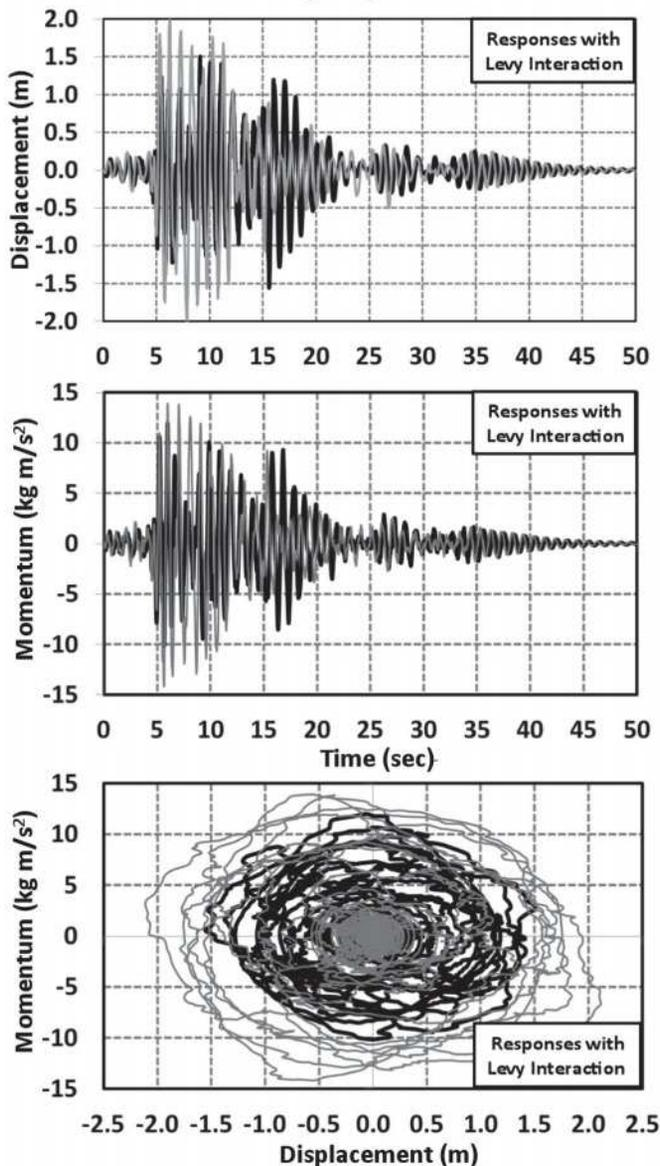 2.0
1.5
1.0
0.5
0.0
-0.5
-1.0
-1.5
-2.0
Displacement (m)
Responses with
Levy Interaction
0 5 10 15 20 25 30 35 40 45 50
15
10
5
0
-5
-10
-15
Momentum (kg m/s²)
Responses with
Levy Interaction
0 5 10 15 20 25 30 35 40 45 50
Time (sec)
15
10
5
0
-5
-10
-15
Momentum (kg m/s²)
Responses with
Levy Interaction
-2.5 -2.0 -1.5 -1.0 -0.5 0.0 0.5 1.0 1.5 2.0 2.5
Displacement (m)